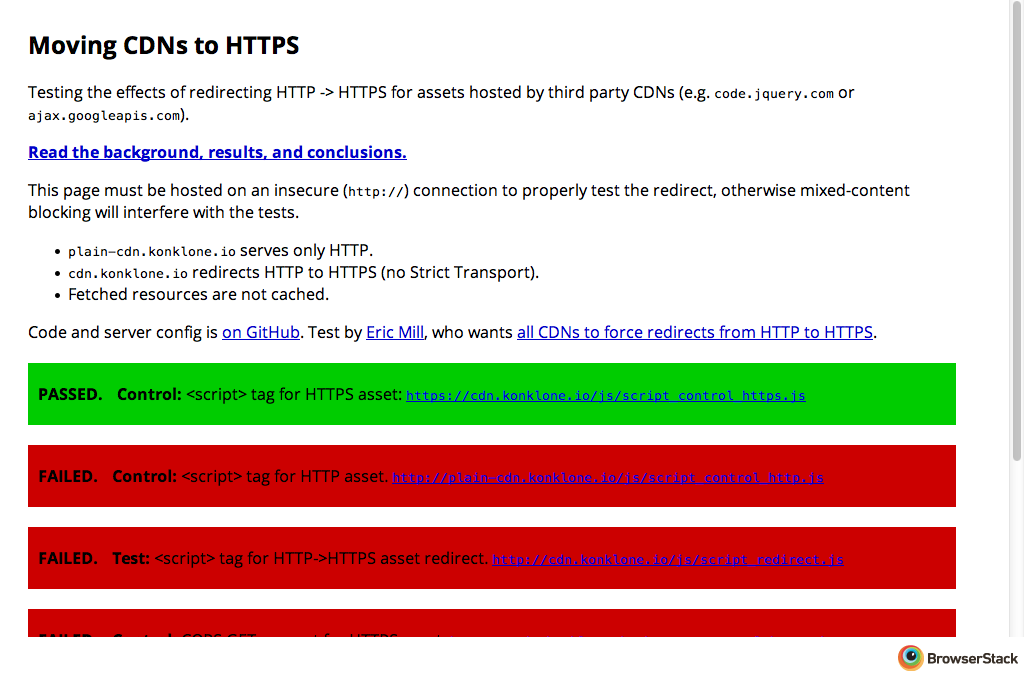 Moving CDNs to HTTPS
Testing the effects of redirecting HTTP -> HTTPS for assets hosted by third party CDNs (e.g. code.jquery.com or
ajax.googleapis.com).
Read the background, results, and conclusions.
This page must be hosted on an insecure (http://) connection to properly test the redirect, otherwise mixed-content
blocking will interfere with the tests.
• plain-cdn.konklone.io serves only HTTP.
• cdn.konklone.io redirects HTTP to HTTPS (no Strict Transport).
• Fetched resources are not cached.
Code and server config is on GitHub. Test by Eric Mill, who wants all CDNs to force redirects from HTTP to HTTPS.
PASSED. Control: <script> tag for HTTPS asset: https://cdn.konklone.io/js/script_control_https.js
FAILED. Control: <script> tag for HTTP asset. http://plain-cdn.konklone.io/js/script_control_http.js
FAILED. Test: <script> tag for HTTP->HTTPS asset redirect. http://cdn.konklone.io/js/script_redirect.js
FAILED. Control: CORS GET
BrowserStack